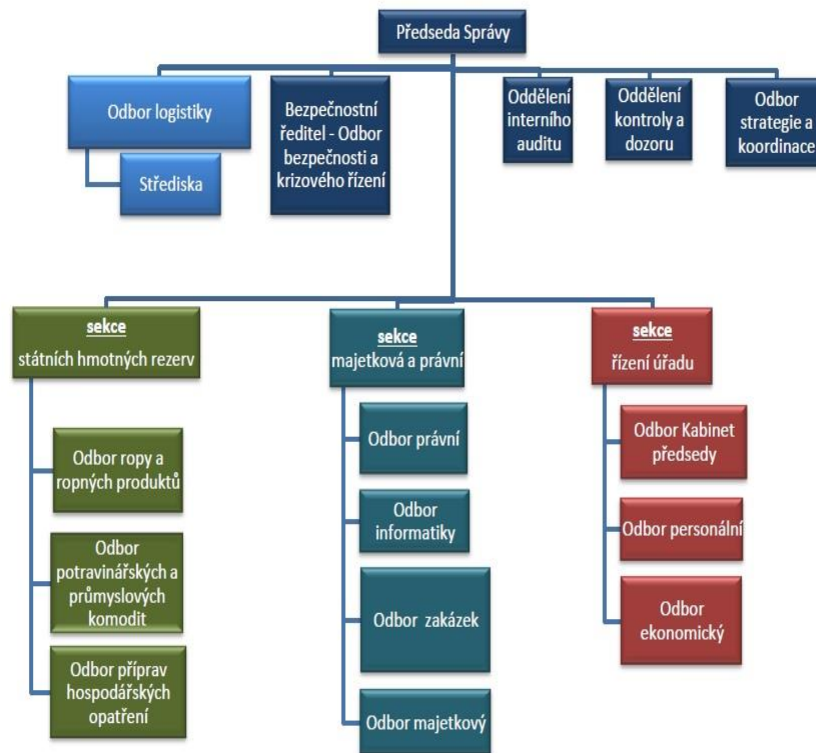 Předseda Správy
Odbor logistiky
Střediska
Bezpečnostní
ředitel - Odbor
bezpečnosti a
krizového řízení
Oddělení
interního
auditu
Oddělení
kontroly a
dozoru
Odbor
strategie a
koordinace
sekce
státních hmotných rezerv
Odbor ropy a
ropných produktů
Odbor
potravinářských a
průmyslových
komodit
Odbor příprav
hospodářských
opatření
sekce
majetková a právní
Odbor právní
Odbor
informatiky
Odbor zakázek
Odbor majetkový
sekce
řízení úřadu
Odbor Kabinet
předsedy
Odbor personální
Odbor
ekonomický